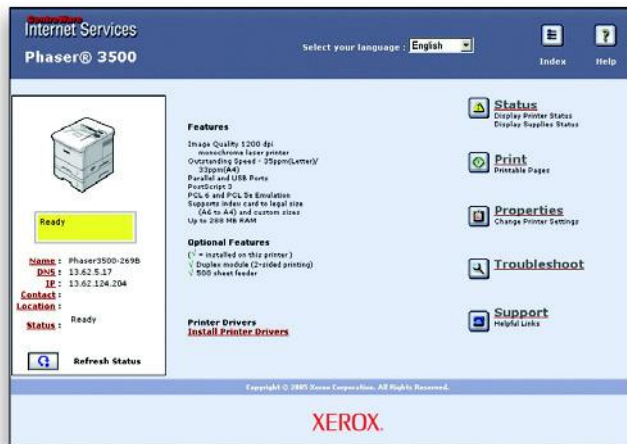 CentreWare
Internet Services
Phaser® 3500
Select your language : English
Index
Help
Ready
Name : Phaser3500-269B
DNS : 13.62.5.17
IP : 13.62.124.204
Contact :
Location :
Status : Ready
Refresh Status
Features
Image Quality 1200 dpi
monochrome laser printer
Outstanding Speed - 35ppm(Letter)/
33ppm(A4)
Parallel and USB Ports
PostScript 3
PCL 6 and PCL 5e Emulation
Supports index card to legal size
(A6 to A4) and custom sizes
Up to 288 MB RAM
Optional Features
(√ = installed on this printer )
√ Duplex module (2-sided printing)
√ 500 sheet feeder
Printer Drivers
Install Printer Drivers
Status
Display Printer Status
Display Supplies Status
Print
Printable Pages
Properties
Change Printer Settings
Troubleshoot
Support
Helpful Links
Copyright © 2005 Xerox Corporation. All Rights Reserved.
XEROX.